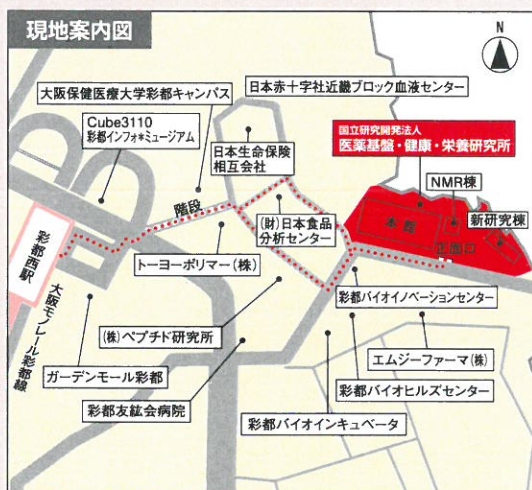 現地案内図
N
大阪保健医療大学彩都キャンパス
日本赤十字社近畿ブロック血液センター
Cube3110
彩都インフォ*ミュージアム
国立研究開発法人
医薬基盤・健康・栄養研究所
日本生命保険
相互会社
NMR棟
新研究棟
階段
(財)日本食品
分析センター
本館
正面口
彩都西駅
トーヨーポリマー(株)
彩都バイオイノベーションセンター
大阪モノレール彩都線
(株)ペプチド研究所
エムジーファーマ(株)
ガーデンモール彩都
彩都バイオヒルズセンター
彩都友紘会病院
彩都バイオインキュベータ